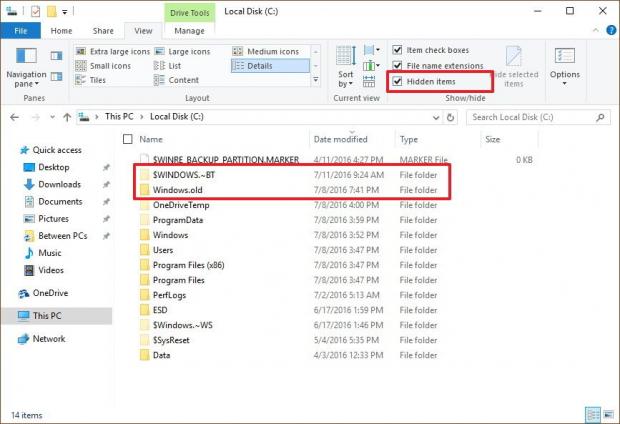 Drive Tools
Local Disk (C:)
File
Home
Share
View
Manage
Navigation pane
Extra large icons
Large icons
Medium icons
Small icons
List
Details
Tiles
Content
Sort by
Item check boxes
File name extensions
Hidden items
Hide selected items
Options
Panes
Layout
Current view
Show/hide
This PC > Local Disk (C:)
Search Local Disk (C:)
Quick access
Desktop
Downloads
Documents
Pictures
Between PCs
Music
Videos
OneDrive
This PC
Network
Name Date modified Type Size
$WINRE_BACKUP_PARTITION.MARKER 4/11/2016 4:27 PM MARKER File 0 KB
$WINDOWS.~BT 7/11/2016 9:24 AM File folder
Windows.old 7/8/2016 7:41 PM File folder
OneDriveTemp 7/8/2016 4:00 PM File folder
ProgramData 7/8/2016 3:47 PM File folder
Windows 7/8/2016 3:52 PM File folder
Users 7/8/2016 3:47 PM File folder
Program Files (x86) 7/8/2016 3:47 PM File folder
Program Files 7/8/2016 3:47 PM File folder
PerfLogs 7/2/2016 5:13 AM File folder
ESD 6/17/2016 1:59 PM File folder
$Windows.~WS 6/17/2016 1:46 PM File folder
$SysReset 5/4/2016 5:35 PM File folder
Data 4/3/2016 12:33 PM File folder
14 items